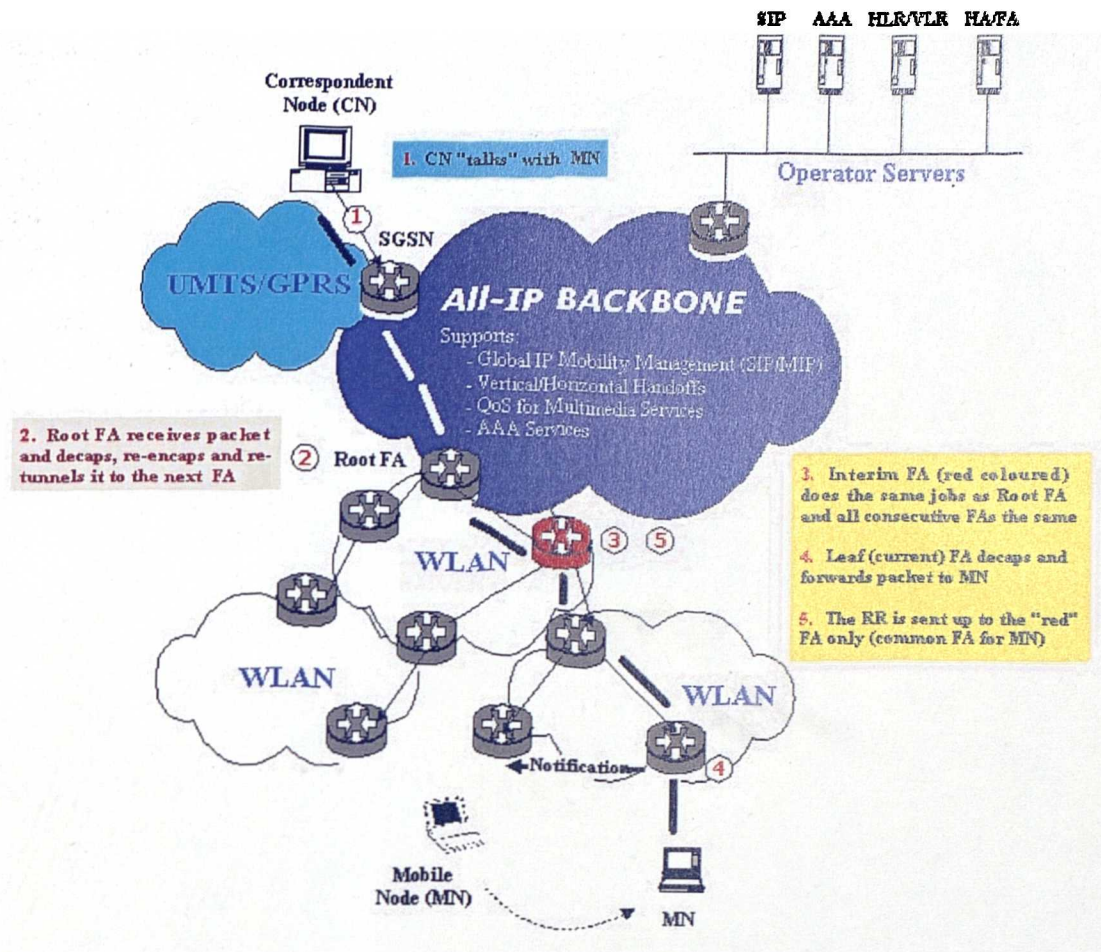 SIP AAA HLR/VLR HA/FA
Operator Servers
Correspondent
Node (CN)
1. CN "talks" with MN
1
SGSN
UMTS/GPRS
All-IP BACKBONE
Supports:
- Global IP Mobility Management (SIP/MIP)
- Vertical/Horizontal Handoffs
- QoS for Multimedia Services
- AAA Services
2. Root FA receives packet
and decaps, re-encaps and re-
tunnels it to the next FA
2 Root FA
3. Interim FA (red coloured)
does the same jobs as Root FA
and all consecutive FAs the same
4. Leaf (current) FA decaps and
forwards packet to MN
5. The RR is sent up to the "red"
FA only (common FA for MN)
WLAN
3 5
WLAN
WLAN
Notification
4
Mobile
Node (MN)
MN